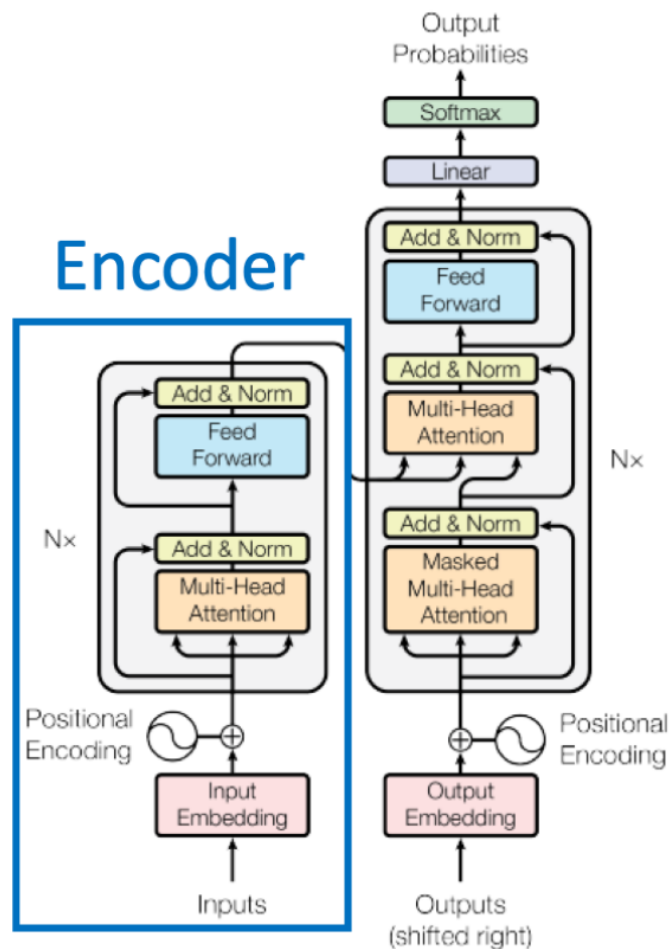 Output
Probabilities
Softmax
Linear
Add & Norm
Feed
Forward
Add & Norm
Multi-Head
Attention
Nx
Add & Norm
Masked
Multi-Head
Attention
Positional
Encoding
Output
Embedding
Outputs
(shifted right)
Encoder
Add & Norm
Feed
Forward
Nx
Add & Norm
Multi-Head
Attention
Positional
Encoding
Input
Embedding
Inputs